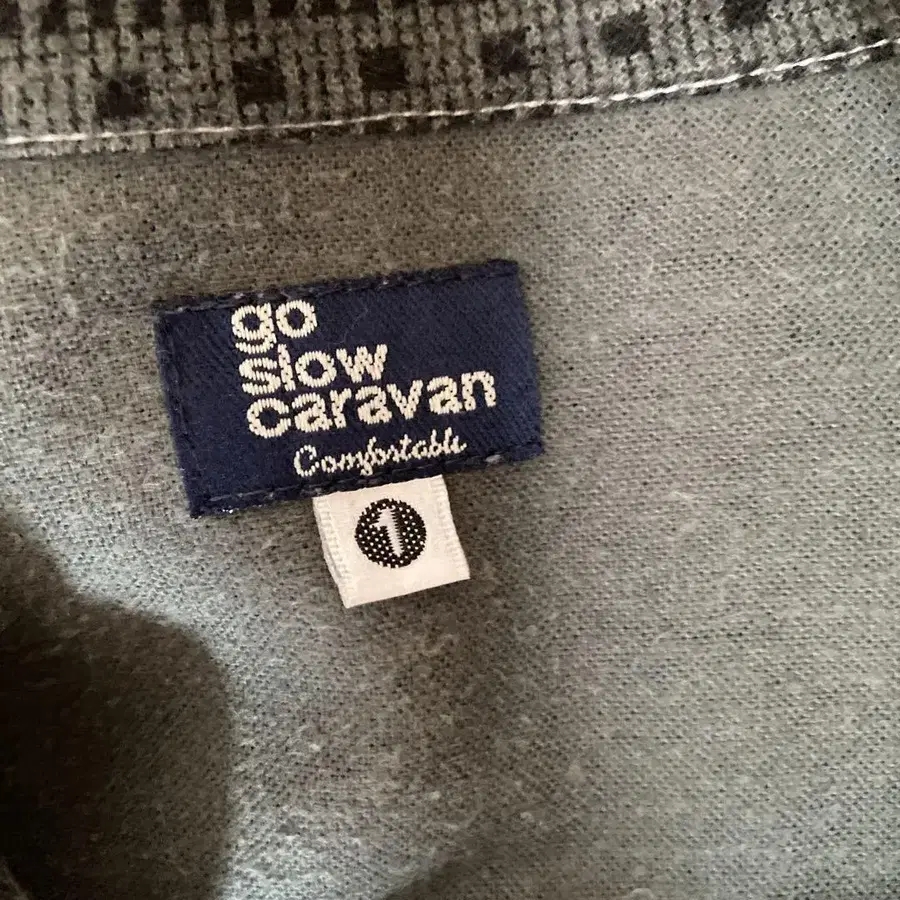 go
slow
caravan
Comfortable
1